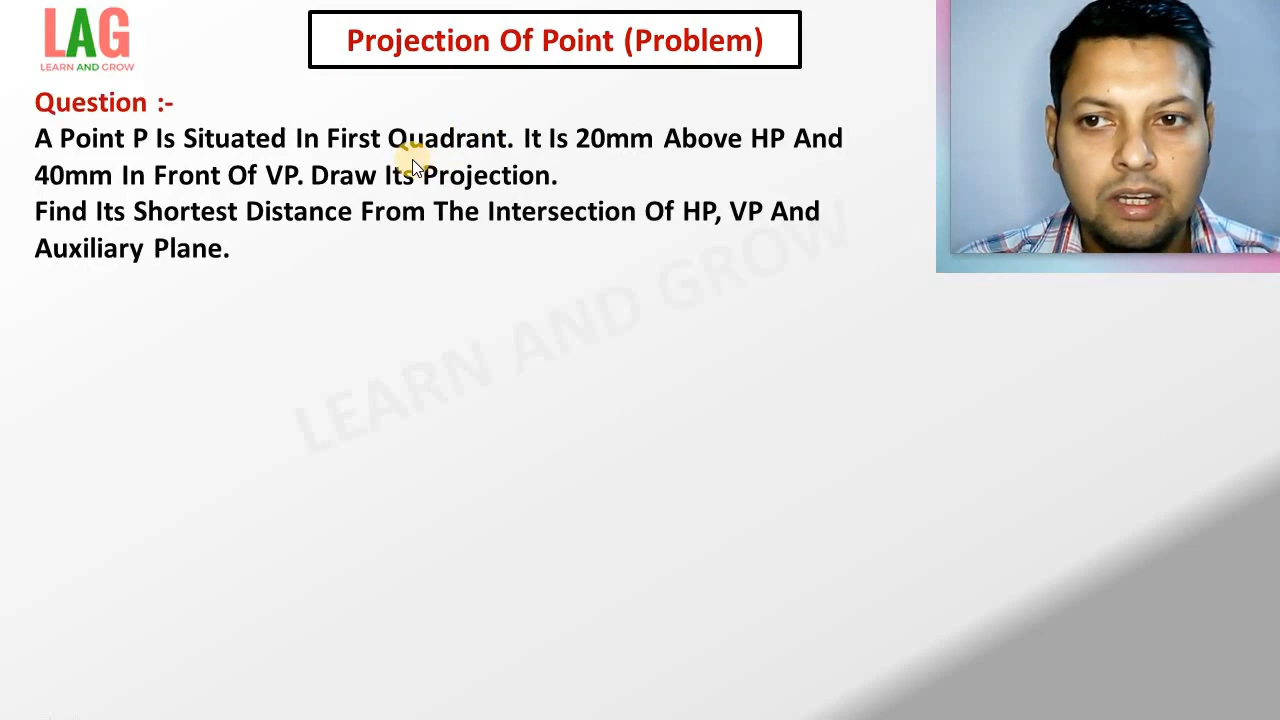 LAG
LEARN AND GROW
Projection Of Point (Problem)
Question :-
A Point P Is Situated In First Quadrant. It Is 20mm Above HP And
40mm In Front Of VP. Draw Its Projection.
Find Its Shortest Distance From The Intersection Of HP, VP And
Auxiliary Plane.
LEARN AND GROW